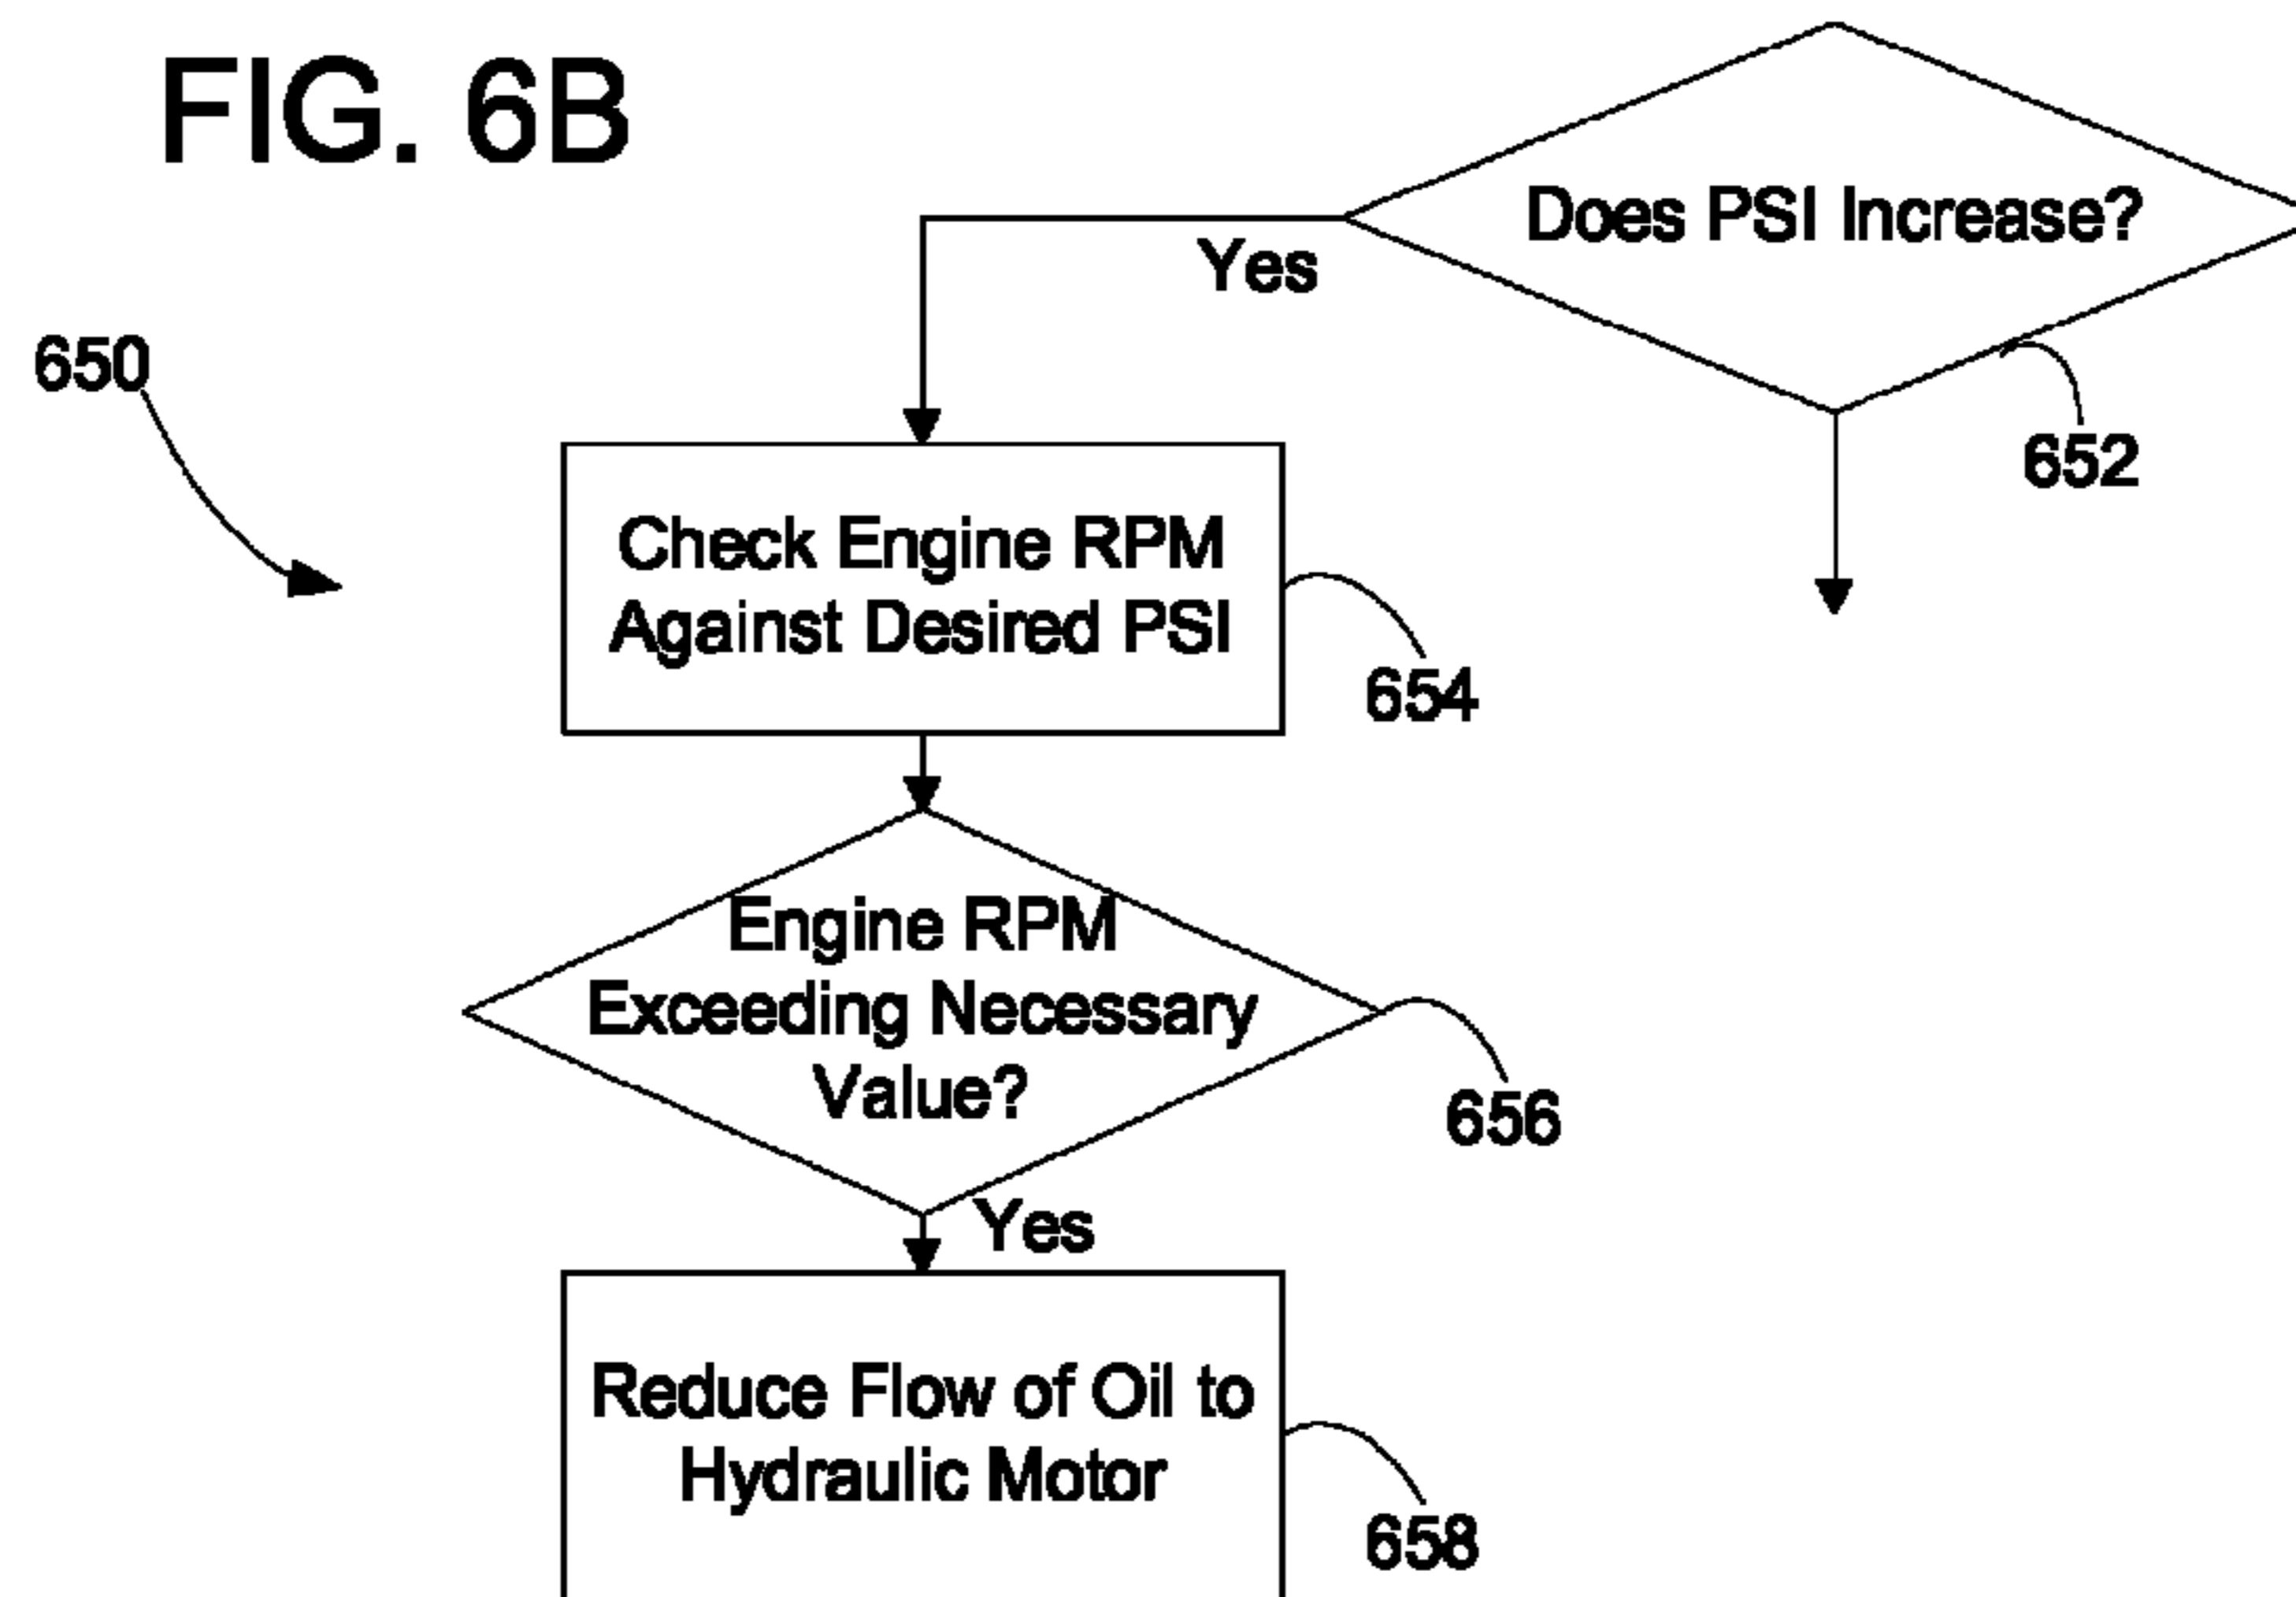 FIG. 6B
Does PSI Increase?
Yes
650
652
Check Engine RPM
Against Desired PSI
654
Engine RPM
Exceeding Necessary
Value?
656
Yes
Reduce Flow of Oil to
Hydraulic Motor
658